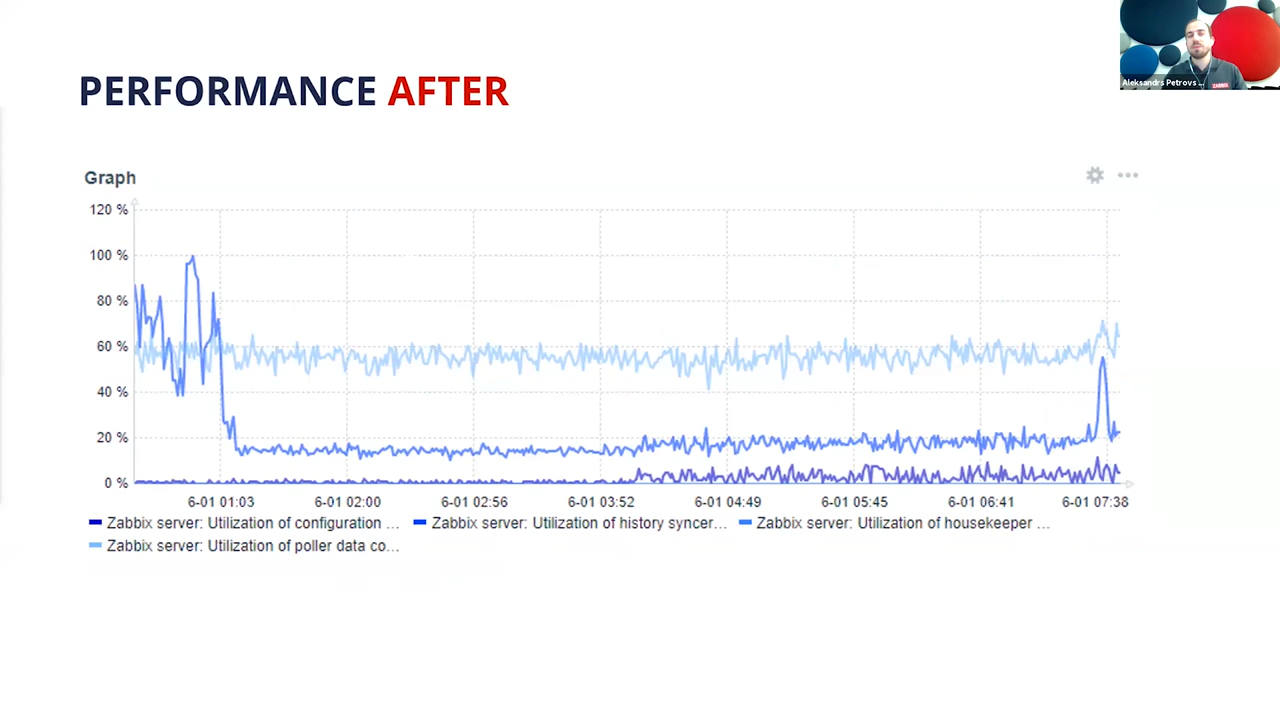 PERFORMANCE AFTER
Aleksandrs Petrovs ...
ZABBIX
Graph
120 %
100 %
80 %
60 %
40 %
20 %
0 %
6-01 01:03 6-01 02:00 6-01 02:56 6-01 03:52 6-01 04:49 6-01 05:45 6-01 06:41 6-01 07:38
Zabbix server: Utilization of configuration ... Zabbix server: Utilization of history syncer... Zabbix server: Utilization of housekeeper ...
Zabbix server: Utilization of poller data co...